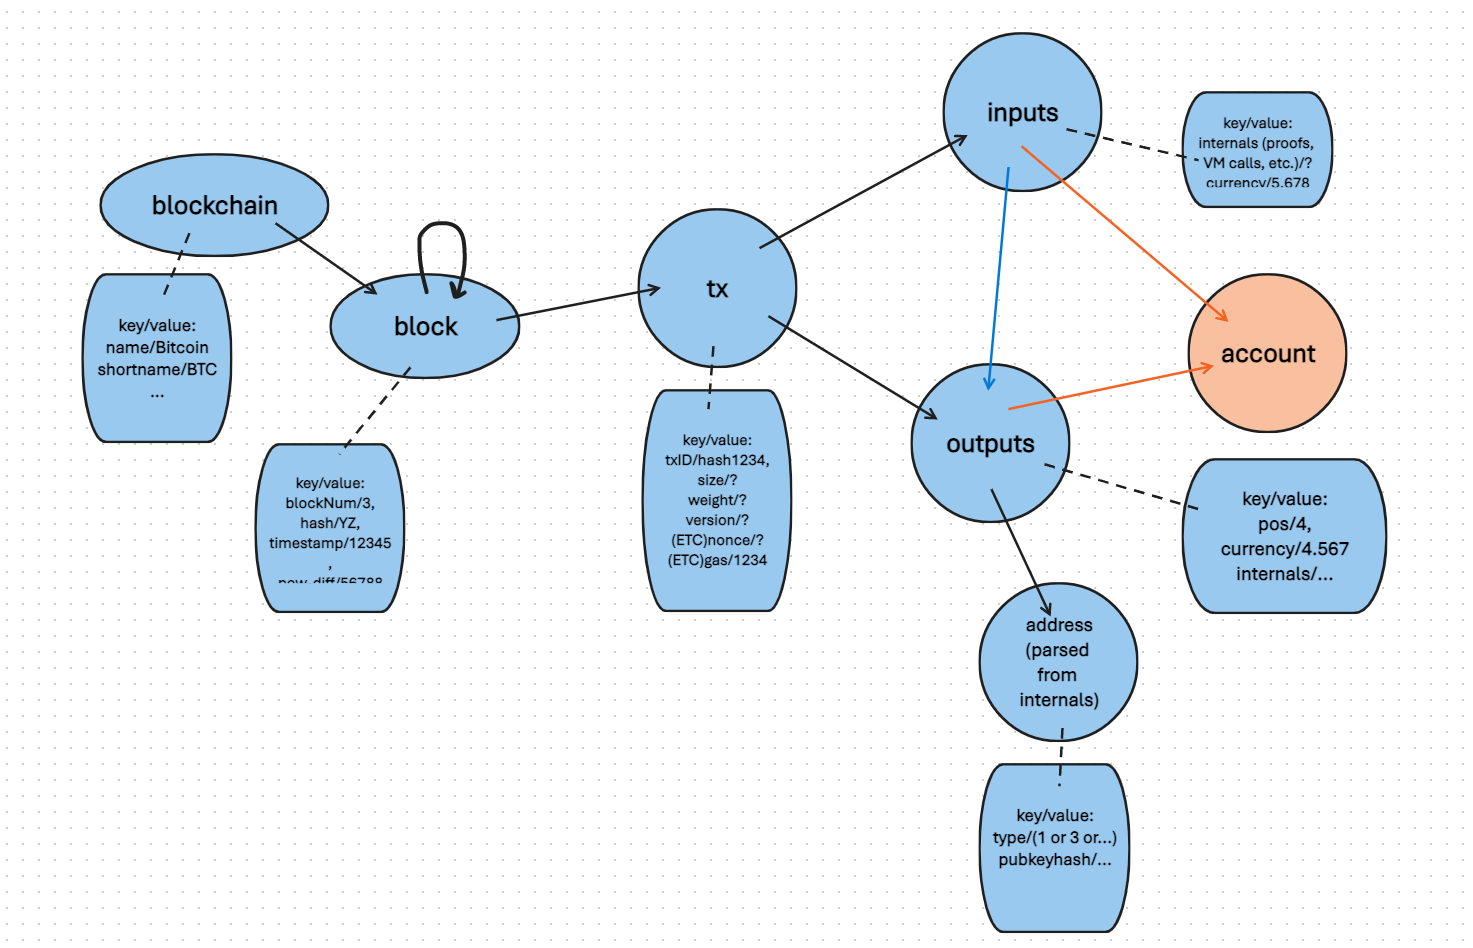 inputs
key/value:
internals (proofs,
VM calls, etc.)/?
currency/5.678
blockchain
key/value:
name/Bitcoin
shortname/BTC
...
block
key/value:
blockNum/3,
hash/YZ,
timestamp/12345
,
pow_diff/56788
tx
key/value:
txID/hash1234,
size/?
weight/?
version/?
(ETC)nonce/?
(ETC)gas/1234
account
outputs
key/value:
pos/4,
currency/4.567
internals/...
address
(parsed
from
internals)
key/value:
type/(1 or 3 or...)
pubkeyhash/...